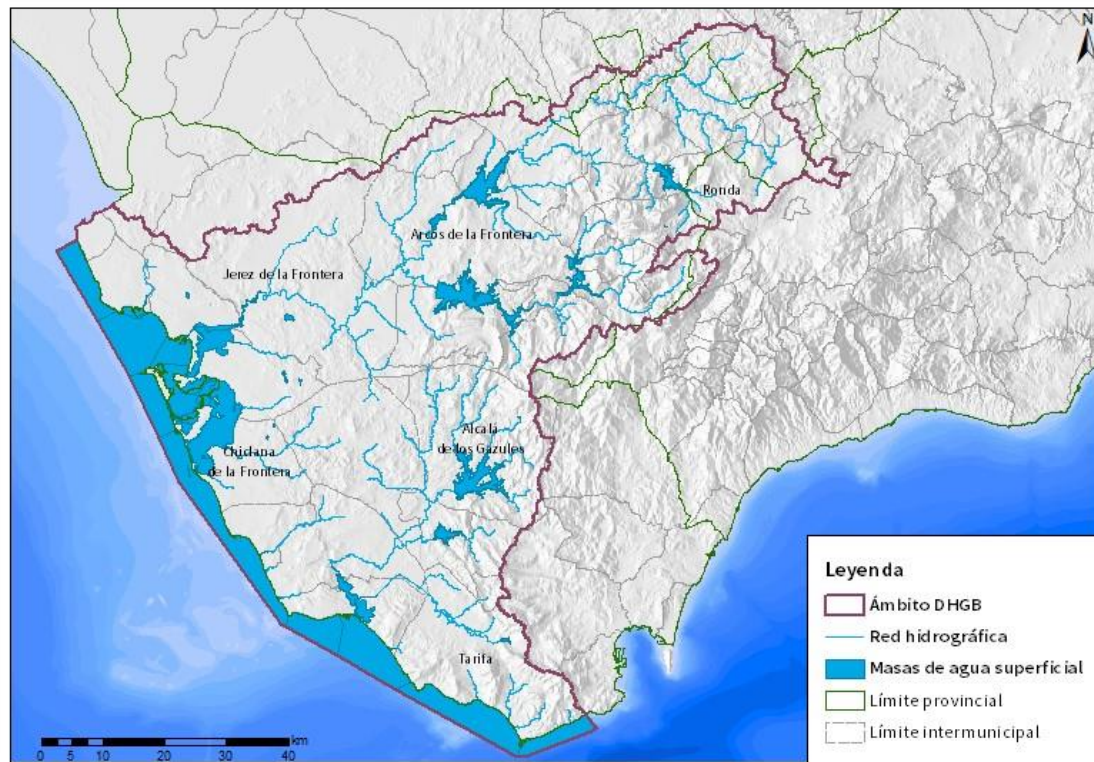 N
Ronda
Arcos de la Frontera
Jerez de la Frontera
Alcalá
de los Gazules
Chiclana
de la Frontera
Tarifa
km
0 5 10 20 30 40
Leyenda
Ámbito DHGB
Red hidrográfica
Masas de agua superficial
Límite provincial
Límite intermunicipal